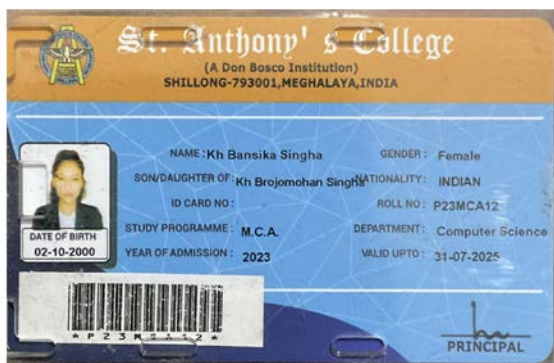 St. Anthony' s College
(A Don Bosco Institution)
SHILLONG-793001,MEGHALAYA,INDIA
NAME : Kh Bansika Singha GENDER : Female
SON/DAUGHTER OF: Kh Brojomohan Singha NATIONALITY: INDIAN
ID CARD NO: ROLL NO: P23MCA12
STUDY PROGRAMME: M.C.A. DEPARTMENT: Computer Science
YEAR OF ADMISSION: 2023 VALID UPTO: 31-07-2025
DATE OF BIRTH
02-10-2000
*P23MCA12*
PRINCIPAL